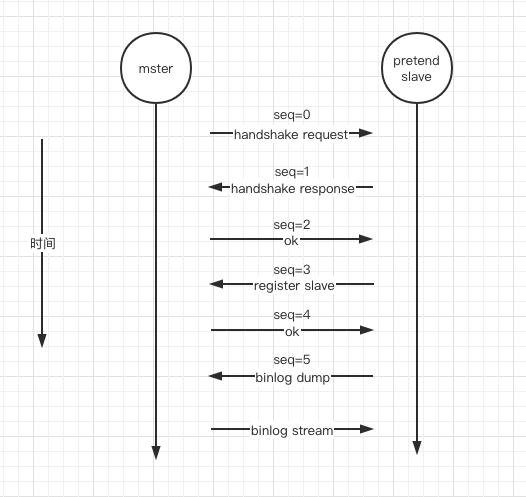 mster
pretend
slave
seq=0
handshake request
seq=1
handshake response
seq=2
ok
时间
seq=3
register slave
seq=4
ok
seq=5
binlog dump
binlog stream